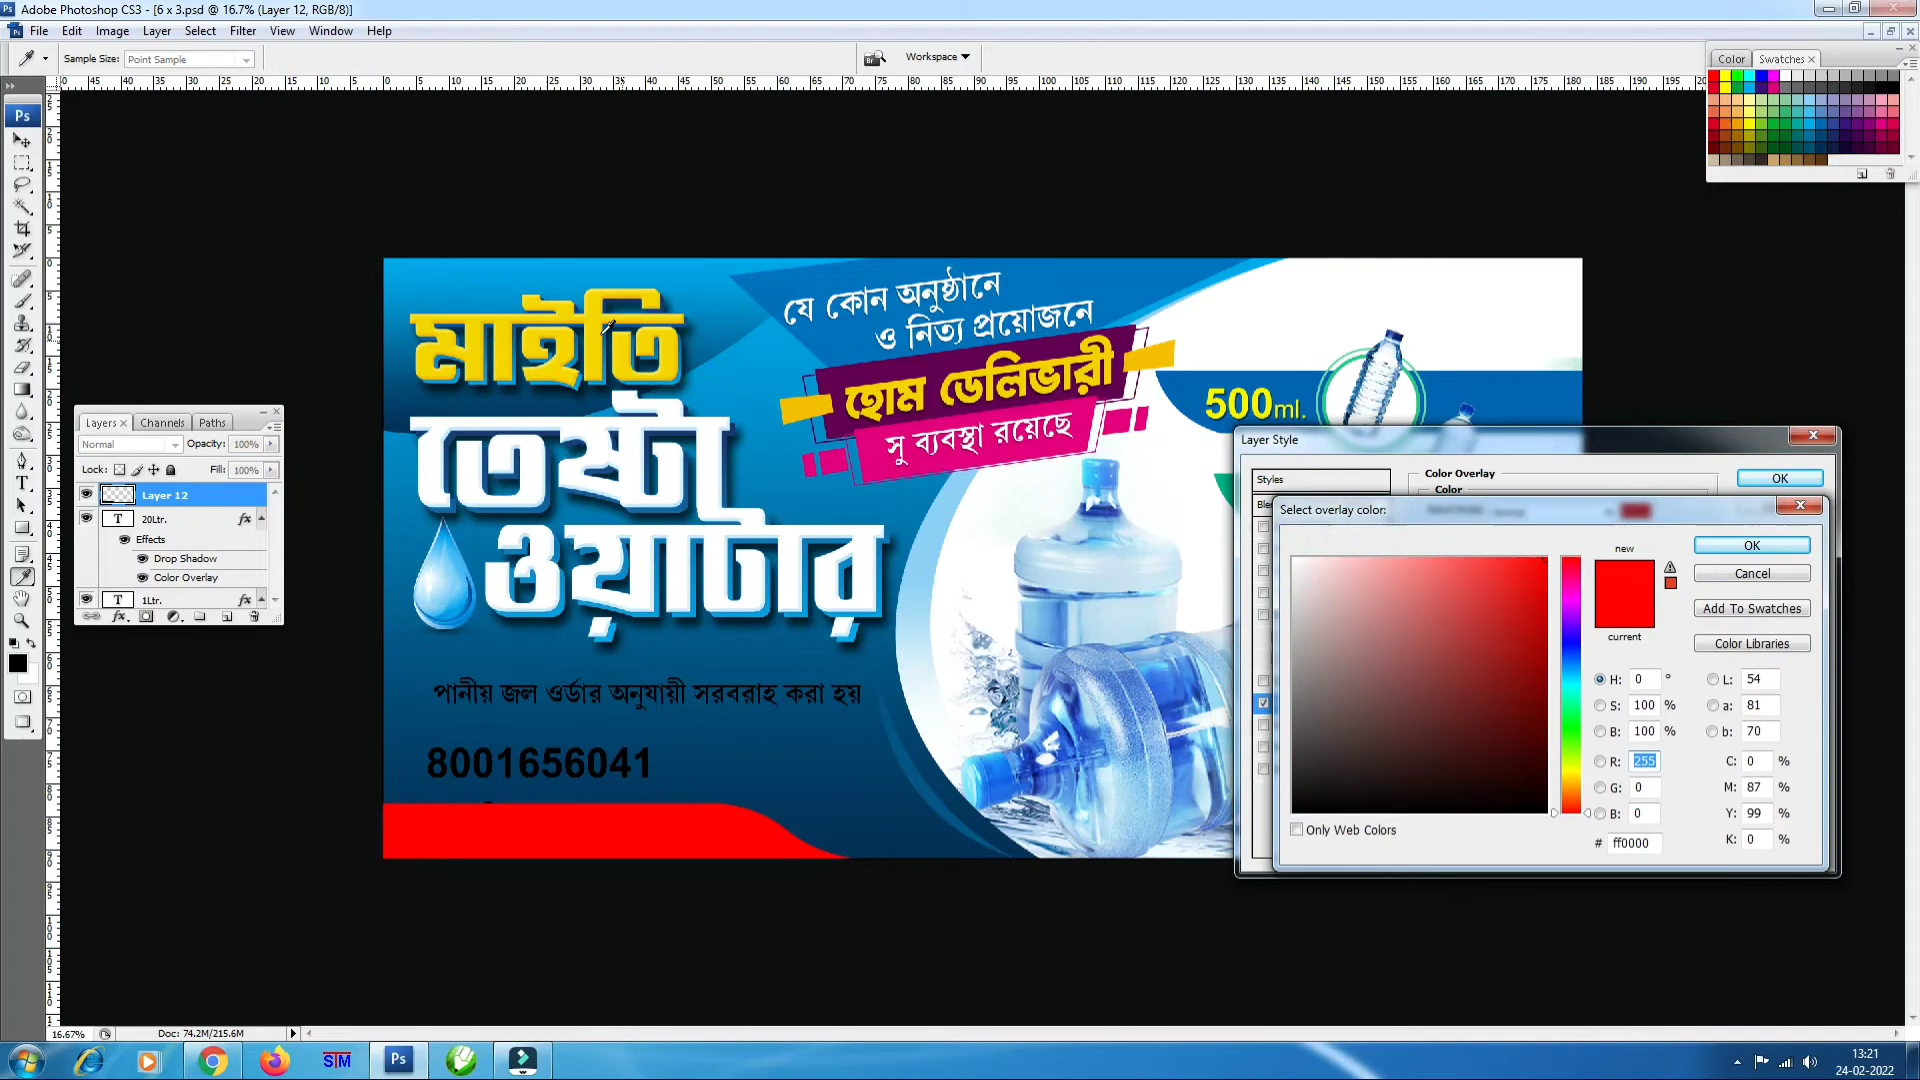 Adobe Photoshop CS3 - [6 x 3.psd @ 16.7% (Layer 12, RGB/8)]
File Edit Image Layer Select Filter View Window Help
Sample Size: Point Sample
Workspace
Color Swatches
যে কোন অনুষ্ঠানে
ও নিত্য প্রয়োজনে
হোম ডেলিভারী
সু ব্যবস্থা রয়েছে
মাইতি
তেষ্টা
ওয়াটার
পানীয় জল ওর্ডার অনুযায়ী সরবরাহ করা হয়
8001656041
500ml.
Layers Channels Paths
Normal Opacity: 100%
Lock: Fill: 100%
Layer 12
T 20Ltr. fx
Effects
Drop Shadow
Color Overlay
T 1Ltr. fx
Layer Style
Styles
Color Overlay
Color
OK
Select overlay color:
new
current
OK
Cancel
Add To Swatches
Color Libraries
H: 0 °
S: 100 %
B: 100 %
R: 255
G: 0
B: 0
# ff0000
L: 54
a: 81
b: 70
C: 0 %
M: 87 %
Y: 99 %
K: 0 %
Only Web Colors
16.67% Doc: 74.2M/215.6M
STM
Ps
13:21
24-02-2022